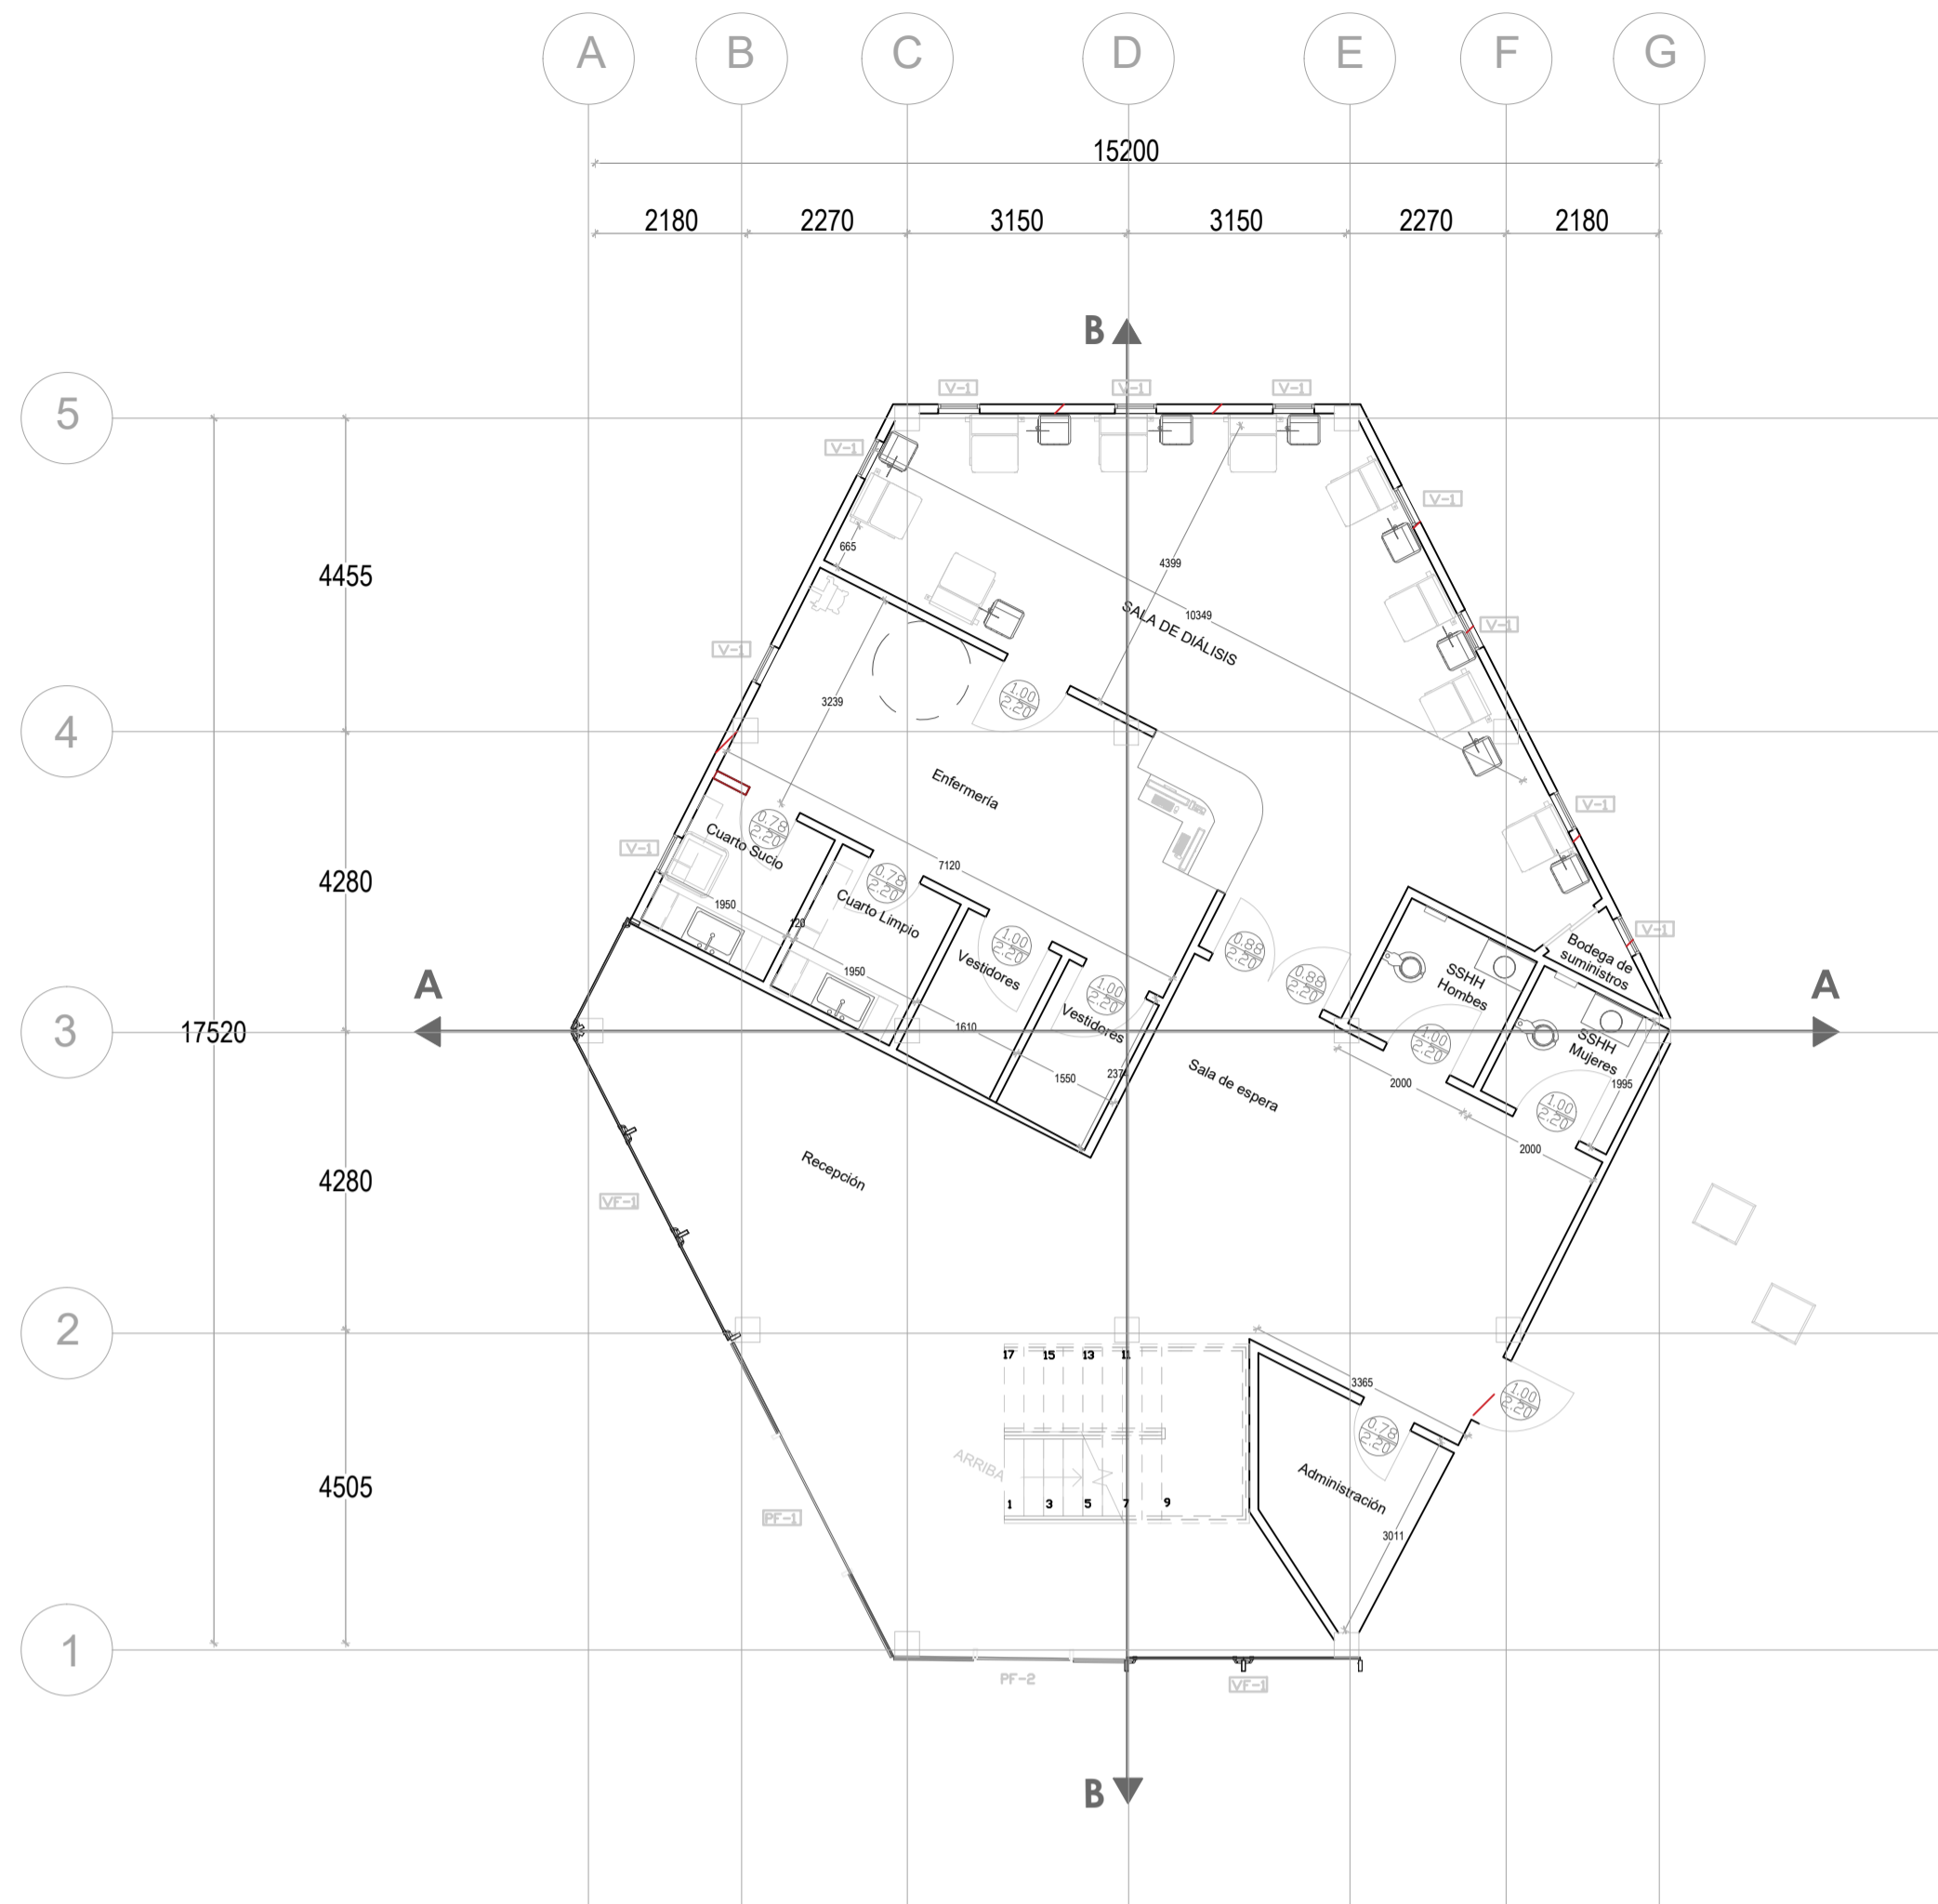 A B C D E F G
15200
2180 2270 3150 3150 2270 2180
B
V-1 V-1 V-1
5
V-1
V-1
665
4455
4399
10349
SALA DE DIÁLISIS
V-1
V-1
1.00
2.20
3239
4
Enfermería
V-1
0.78
2.20
Cuarto Sucio
V-1
7120
4280
0.78
2.20
Cuarto Limpio
1950
120
V-1
1.00
2.20
0.88
2.20
Bodega de
suministros
Vestidores
1950
0.88
2.20
SSHH
Hombes
A
A
1.00
2.20
Vestidores
1610
3
17520
1.00
2.20
SSHH
Mujeres
1550
2374
Sala de espera
2000
1995
1.00
2.20
2000
Recepción
4280
VF-1
2
17 15 13 11
3365
1.00
2.20
0.78
2.20
ARRIBA
Administración
4505
1 3 5 7 9
PF-1
3011
1
PF-2
VF-1
B